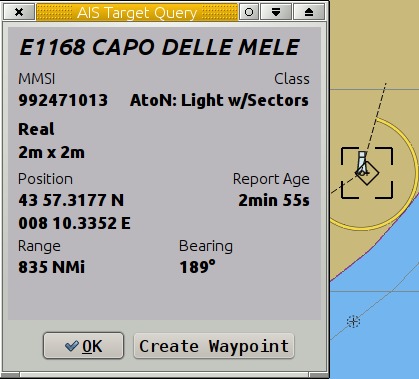 AIS Target Query
E1168 CAPO DELLE MELE
MMSI Class
992471013 AtoN: Light w/Sectors
Real
2m x 2m
Position Report Age
43 57.3177 N 2min 55s
008 10.3352 E
Range Bearing
835 NMi 189°
OK Create Waypoint